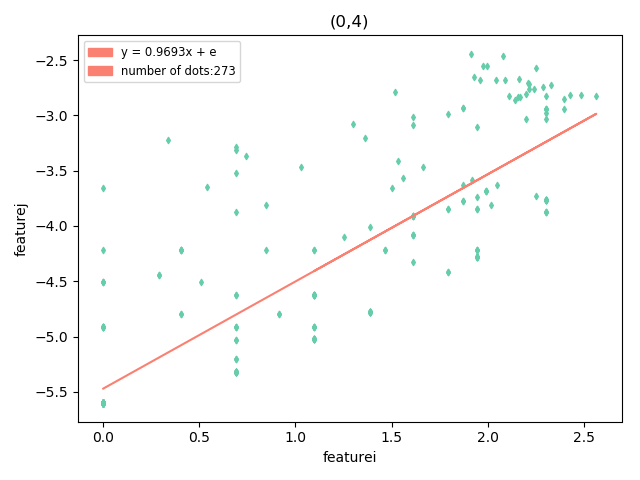 (0,4)
y = 0.9693x + e
number of dots:273
−2.5
−3.0
−3.5
−4.0
−4.5
−5.0
−5.5
featurej
0.0 0.5 1.0 1.5 2.0 2.5
featurei